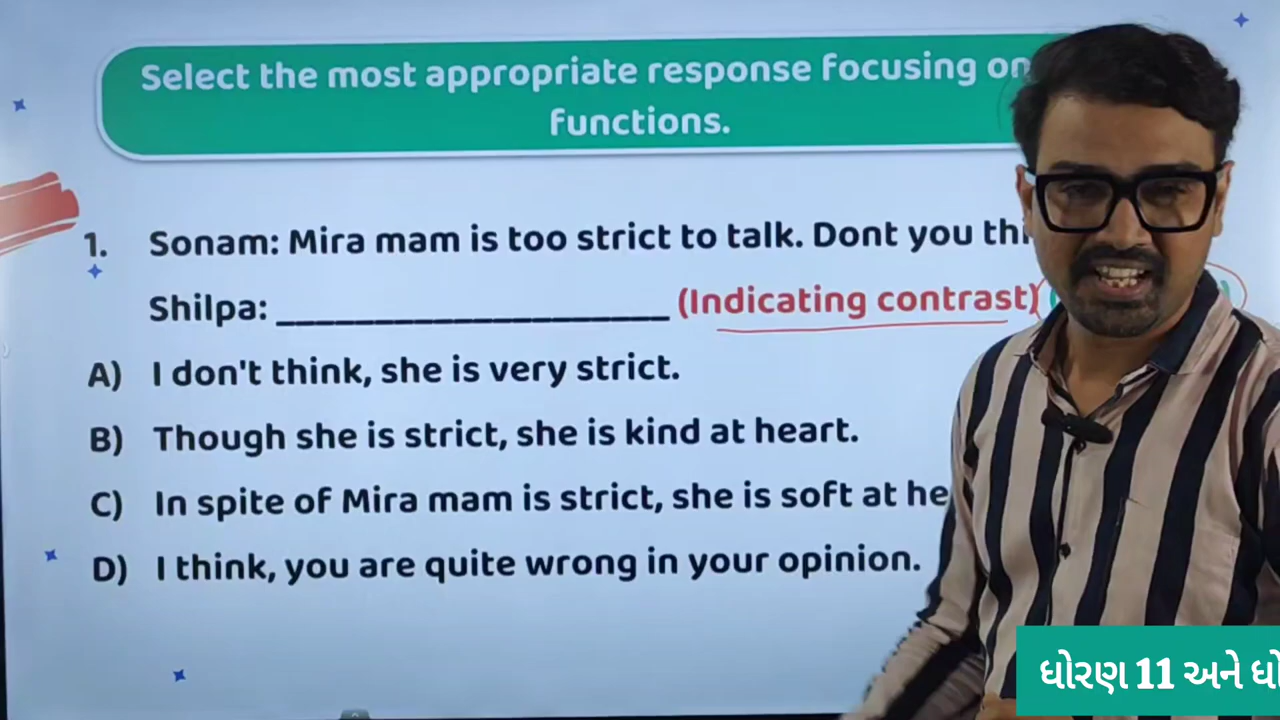 Select the most appropriate response focusing on
functions.
1. Sonam: Mira mam is too strict to talk. Dont you
Shilpa: ____________________ (Indicating contrast)
A) I don't think, she is very strict.
B) Though she is strict, she is kind at heart.
C) In spite of Mira mam is strict, she is soft at
D) I think, you are quite wrong in your opinion.
ધોરણ 11 અને